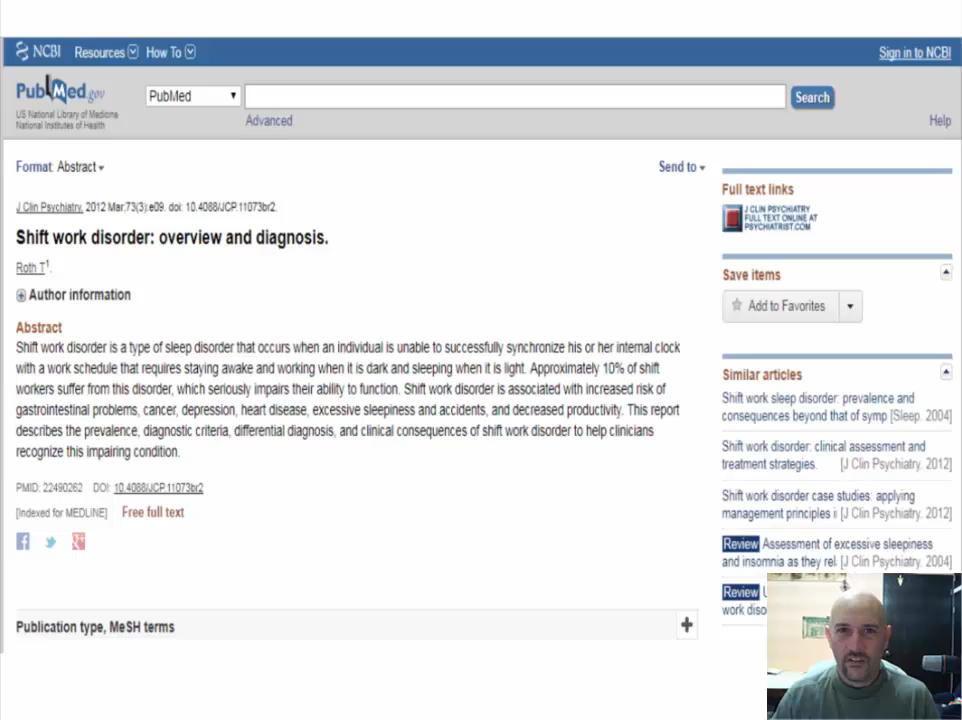 NCBI Resources How To Sign in to NCBI
PubMed.gov
US National Library of Medicine
National Institutes of Health
PubMed
Search
Advanced
Help
Format: Abstract
Send to
J Clin Psychiatry. 2012 Mar;73(3):e09. doi: 10.4088/JCP.11073br2.
Shift work disorder: overview and diagnosis.
Roth T1.
Author information
Abstract
Shift work disorder is a type of sleep disorder that occurs when an individual is unable to successfully synchronize his or her internal clock
with a work schedule that requires staying awake and working when it is dark and sleeping when it is light. Approximately 10% of shift
workers suffer from this disorder, which seriously impairs their ability to function. Shift work disorder is associated with increased risk of
gastrointestinal problems, cancer, depression, heart disease, excessive sleepiness and accidents, and decreased productivity. This report
describes the prevalence, diagnostic criteria, differential diagnosis, and clinical consequences of shift work disorder to help clinicians
recognize this impairing condition.
PMID: 22490262 DOI: 10.4088/JCP.11073br2
[Indexed for MEDLINE] Free full text
Publication type, MeSH terms
Full text links
J CLIN PSYCHIATRY
FULL TEXT ONLINE AT
PSYCHIATRIST.COM
Save items
Add to Favorites
Similar articles
Shift work sleep disorder: prevalence and
consequences beyond that of symp [Sleep. 2004]
Shift work disorder: clinical assessment and
treatment strategies. [J Clin Psychiatry. 2012]
Shift work disorder case studies: applying
management principles i [J Clin Psychiatry. 2012]
Review Assessment of excessive sleepiness
and insomnia as they rel [J Clin Psychiatry. 2004]
Review
work diso